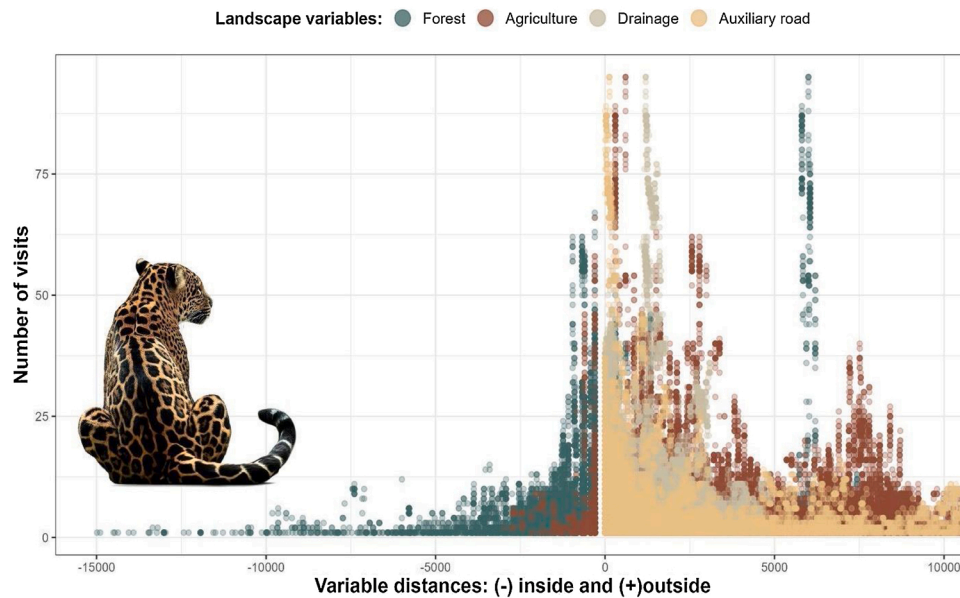 Landscape variables: Forest Agriculture Drainage Auxiliary road
Number of visits
75
50
25
0
-15000 -10000 -5000 0 5000 10000
Variable distances: (-) inside and (+)outside